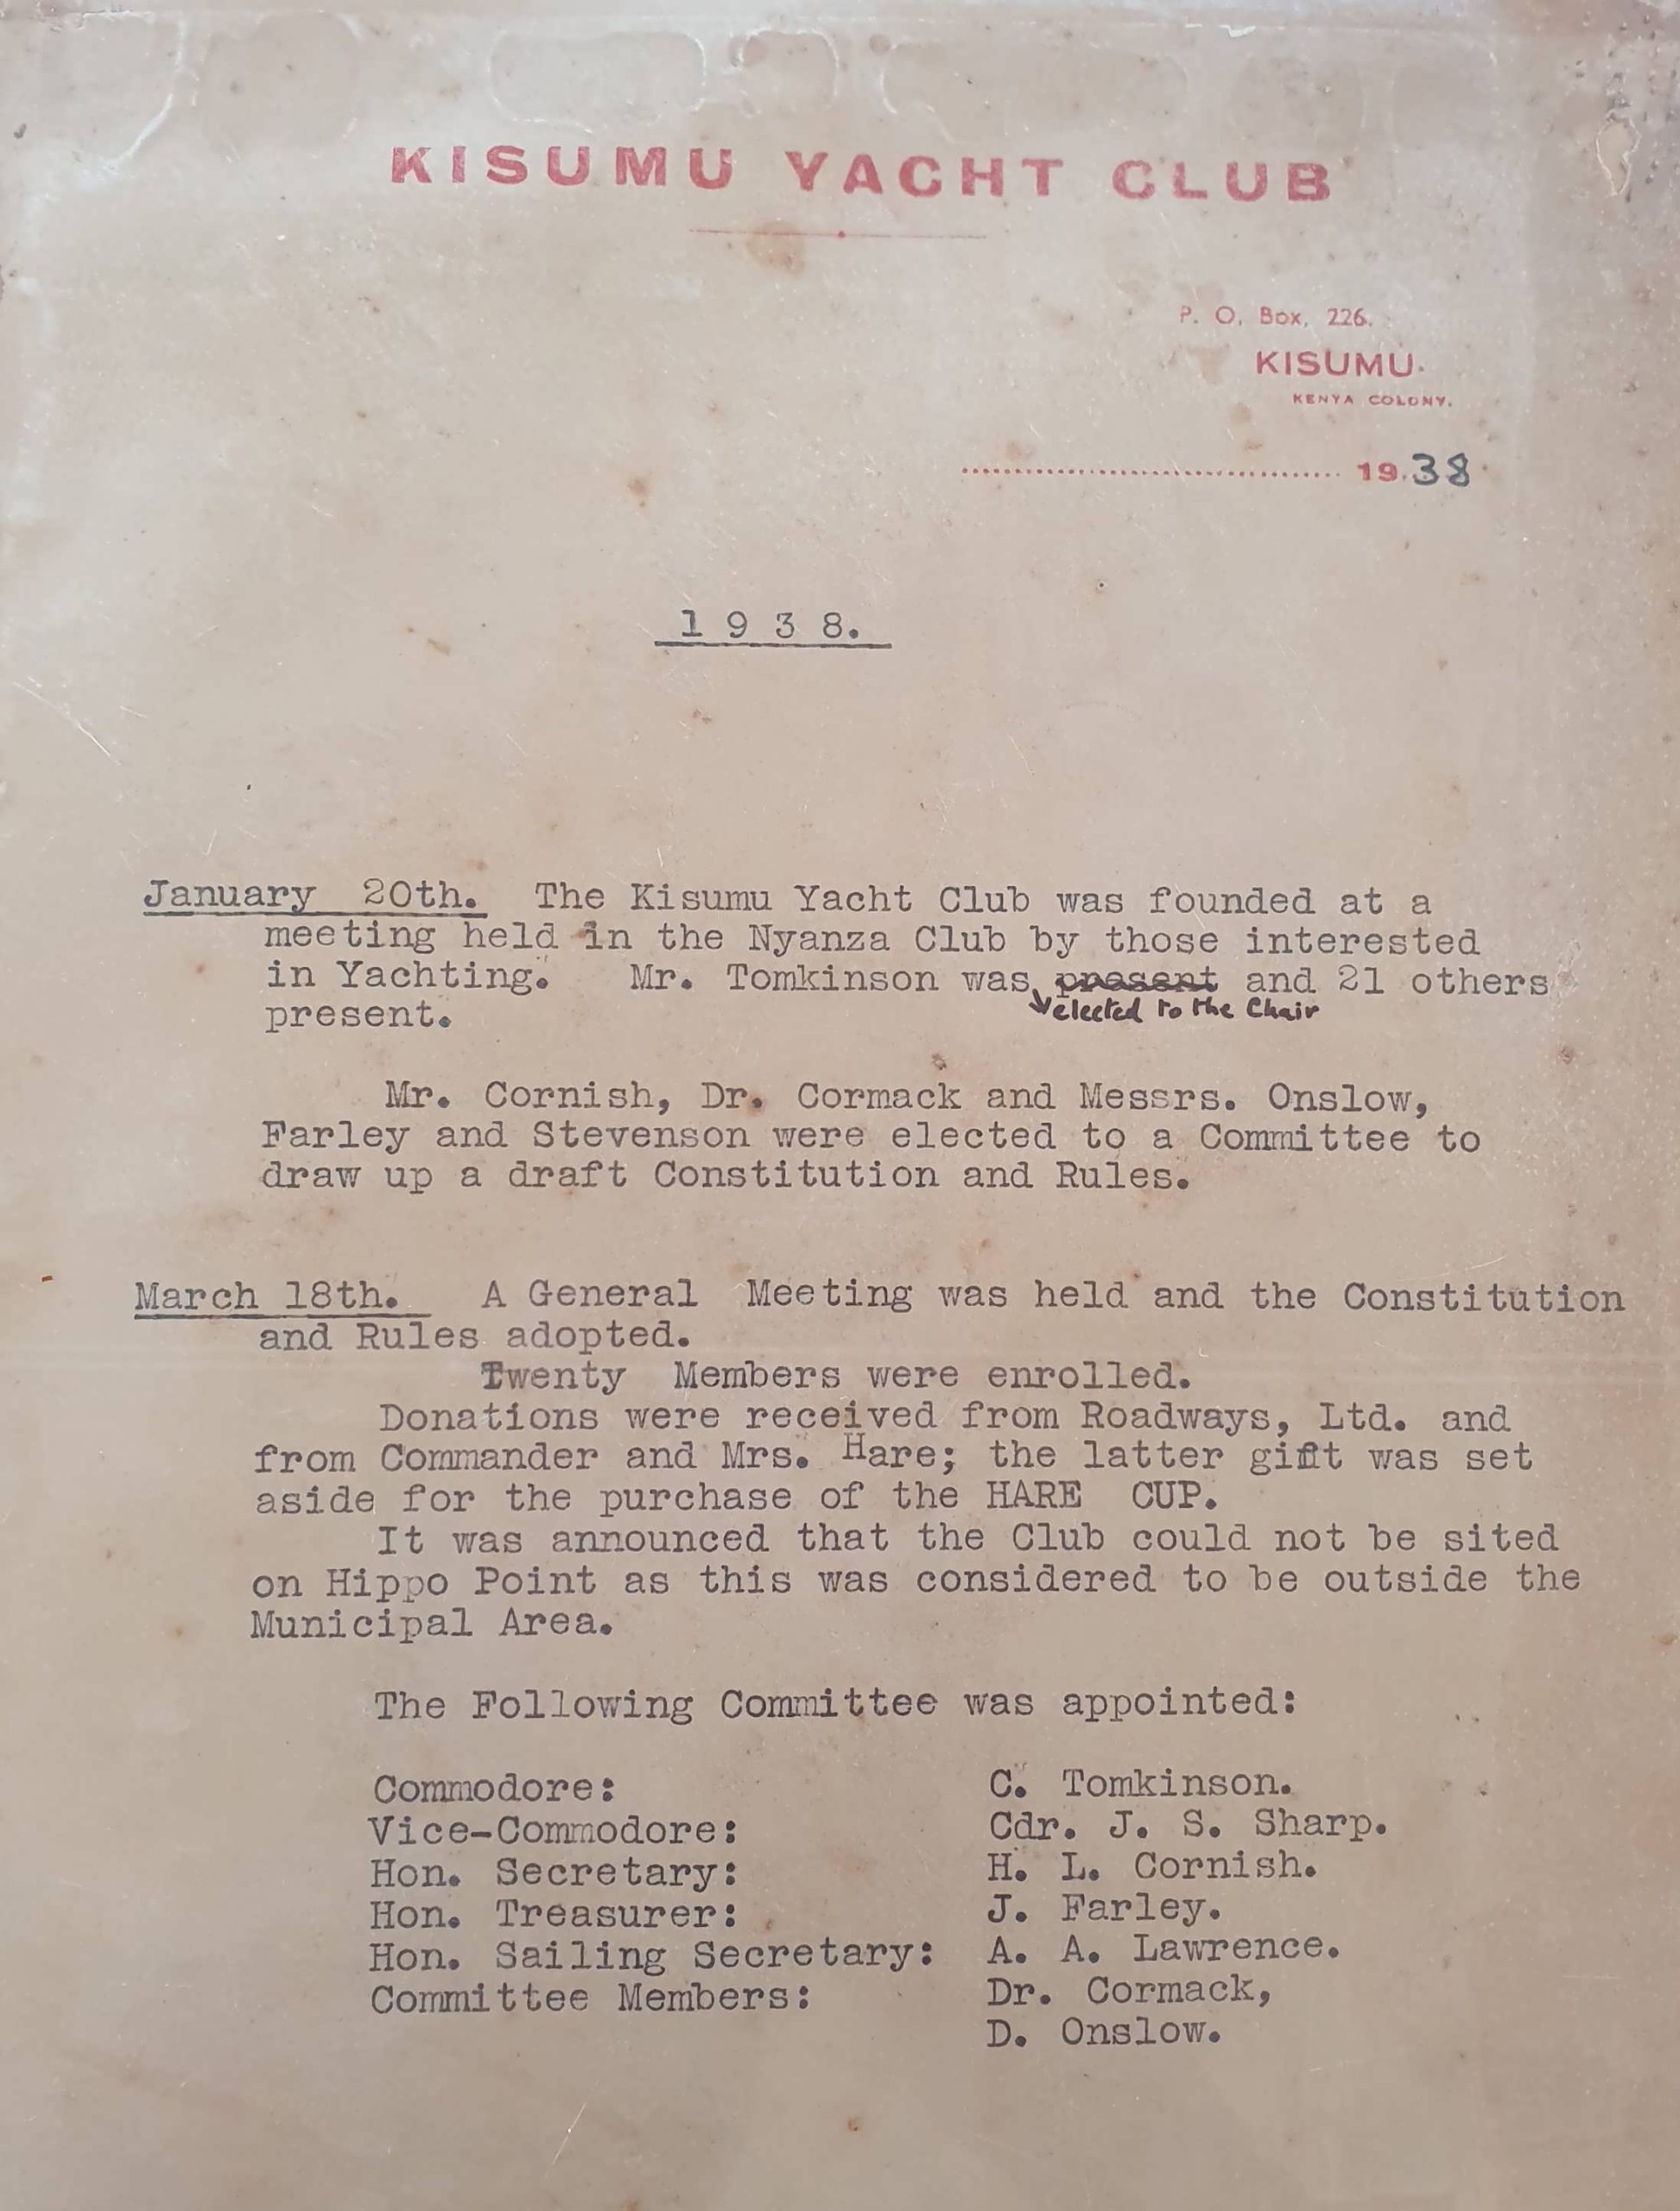 KISUMU YACHT CLUB
P. O. Box, 226.
KISUMU.
KENYA COLONY.
19.38
1 9 3 8.
January 20th. The Kisumu Yacht Club was founded at a
meeting held in the Nyanza Club by those interested
in Yachting. Mr. Tomkinson was present and 21 others
elected to the Chair
present.
Mr. Cornish, Dr. Cormack and Messrs. Onslow,
Farley and Stevenson were elected to a Committee to
draw up a draft Constitution and Rules.
March 18th. A General Meeting was held and the Constitution
and Rules adopted.
Twenty Members were enrolled.
Donations were received from Roadways, Ltd. and
from Commander and Mrs. Hare; the latter gift was set
aside for the purchase of the HARE CUP.
It was announced that the Club could not be sited
on Hippo Point as this was considered to be outside the
Municipal Area.
The Following Committee was appointed:
Commodore: C. Tomkinson.
Vice-Commodore: Cdr. J. S. Sharp.
Hon. Secretary: H. L. Cornish.
Hon. Treasurer: J. Farley.
Hon. Sailing Secretary: A. A. Lawrence.
Committee Members: Dr. Cormack,
D. Onslow.